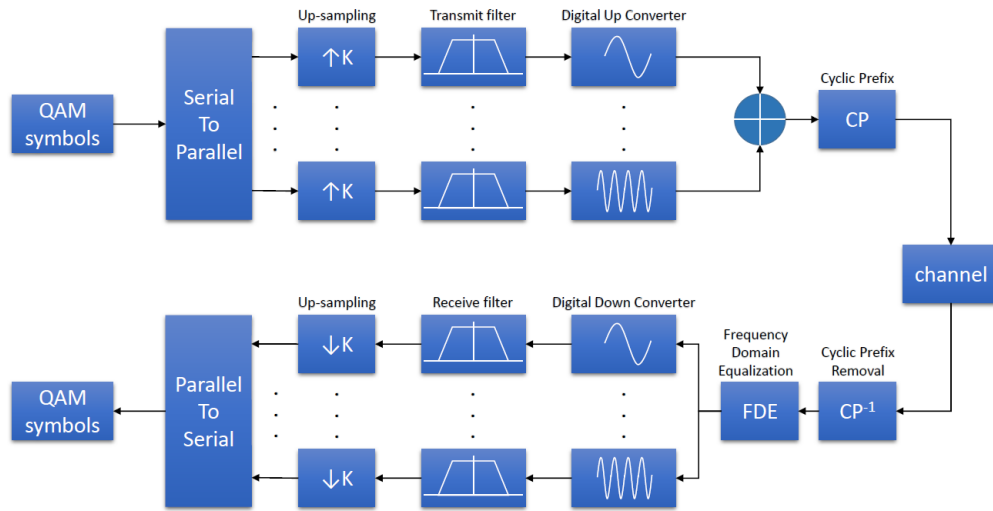 Up-sampling
Transmit filter
Digital Up Converter
QAM
symbols
Serial
To
Parallel
↑K
↑K
Cyclic Prefix
CP
channel
Up-sampling
Receive filter
Digital Down Converter
QAM
symbols
Parallel
To
Serial
↓K
↓K
Frequency
Domain
Equalization
FDE
Cyclic Prefix
Removal
CP⁻¹